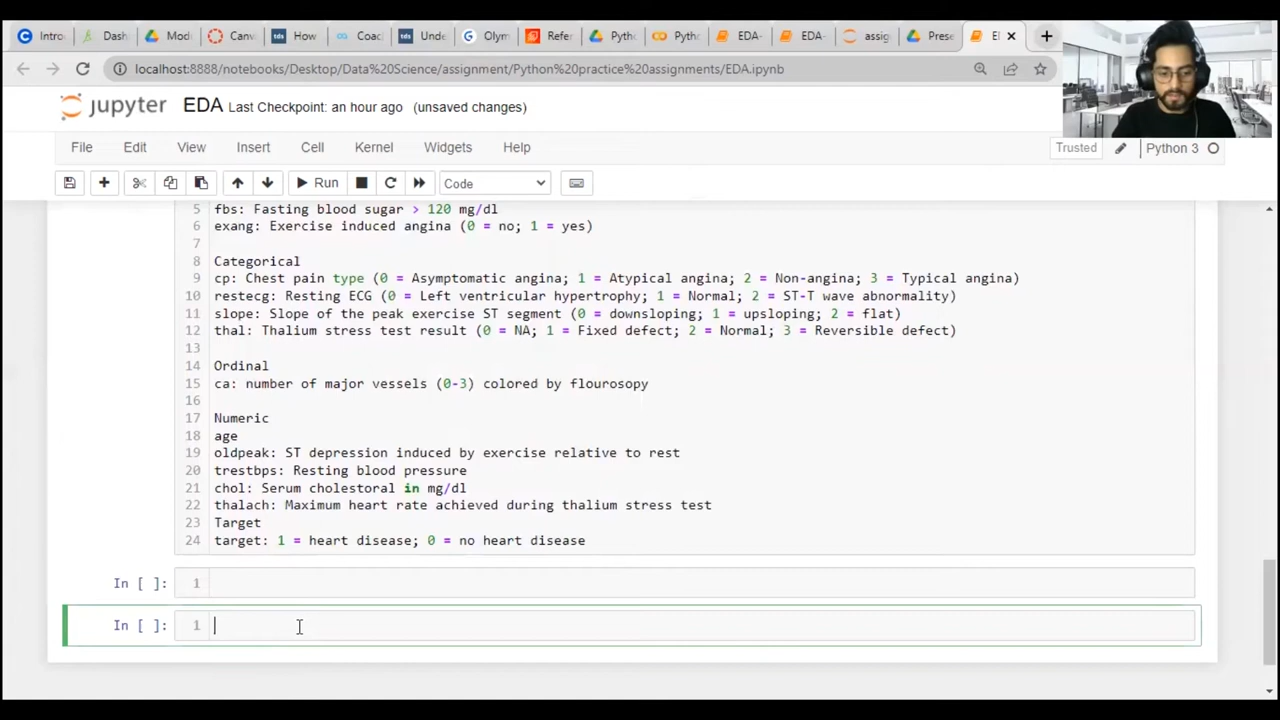 Intro
Dash
Mod
Canv
How
Coac
Unde
Olym
Refer
Pytho
Pytho
EDA-
EDA-
assig
Prese
localhost:8888/notebooks/Desktop/Data%20Science/assignment/Python%20practice%20assignments/EDA.ipynb
jupyter EDA Last Checkpoint: an hour ago (unsaved changes)
File Edit View Insert Cell Kernel Widgets Help
Trusted
Python 3
Run
Code
5 fbs: Fasting blood sugar > 120 mg/dl
6 exang: Exercise induced angina (0 = no; 1 = yes)
7
8 Categorical
9 cp: Chest pain type (0 = Asymptomatic angina; 1 = Atypical angina; 2 = Non-angina; 3 = Typical angina)
10 restecg: Resting ECG (0 = Left ventricular hypertrophy; 1 = Normal; 2 = ST-T wave abnormality)
11 slope: Slope of the peak exercise ST segment (0 = downsloping; 1 = upsloping; 2 = flat)
12 thal: Thalium stress test result (0 = NA; 1 = Fixed defect; 2 = Normal; 3 = Reversible defect)
13
14 Ordinal
15 ca: number of major vessels (0-3) colored by flourosopy
16
17 Numeric
18 age
19 oldpeak: ST depression induced by exercise relative to rest
20 trestbps: Resting blood pressure
21 chol: Serum cholestoral in mg/dl
22 thalach: Maximum heart rate achieved during thalium stress test
23 Target
24 target: 1 = heart disease; 0 = no heart disease
In [ ]: 1
In [ ]: 1